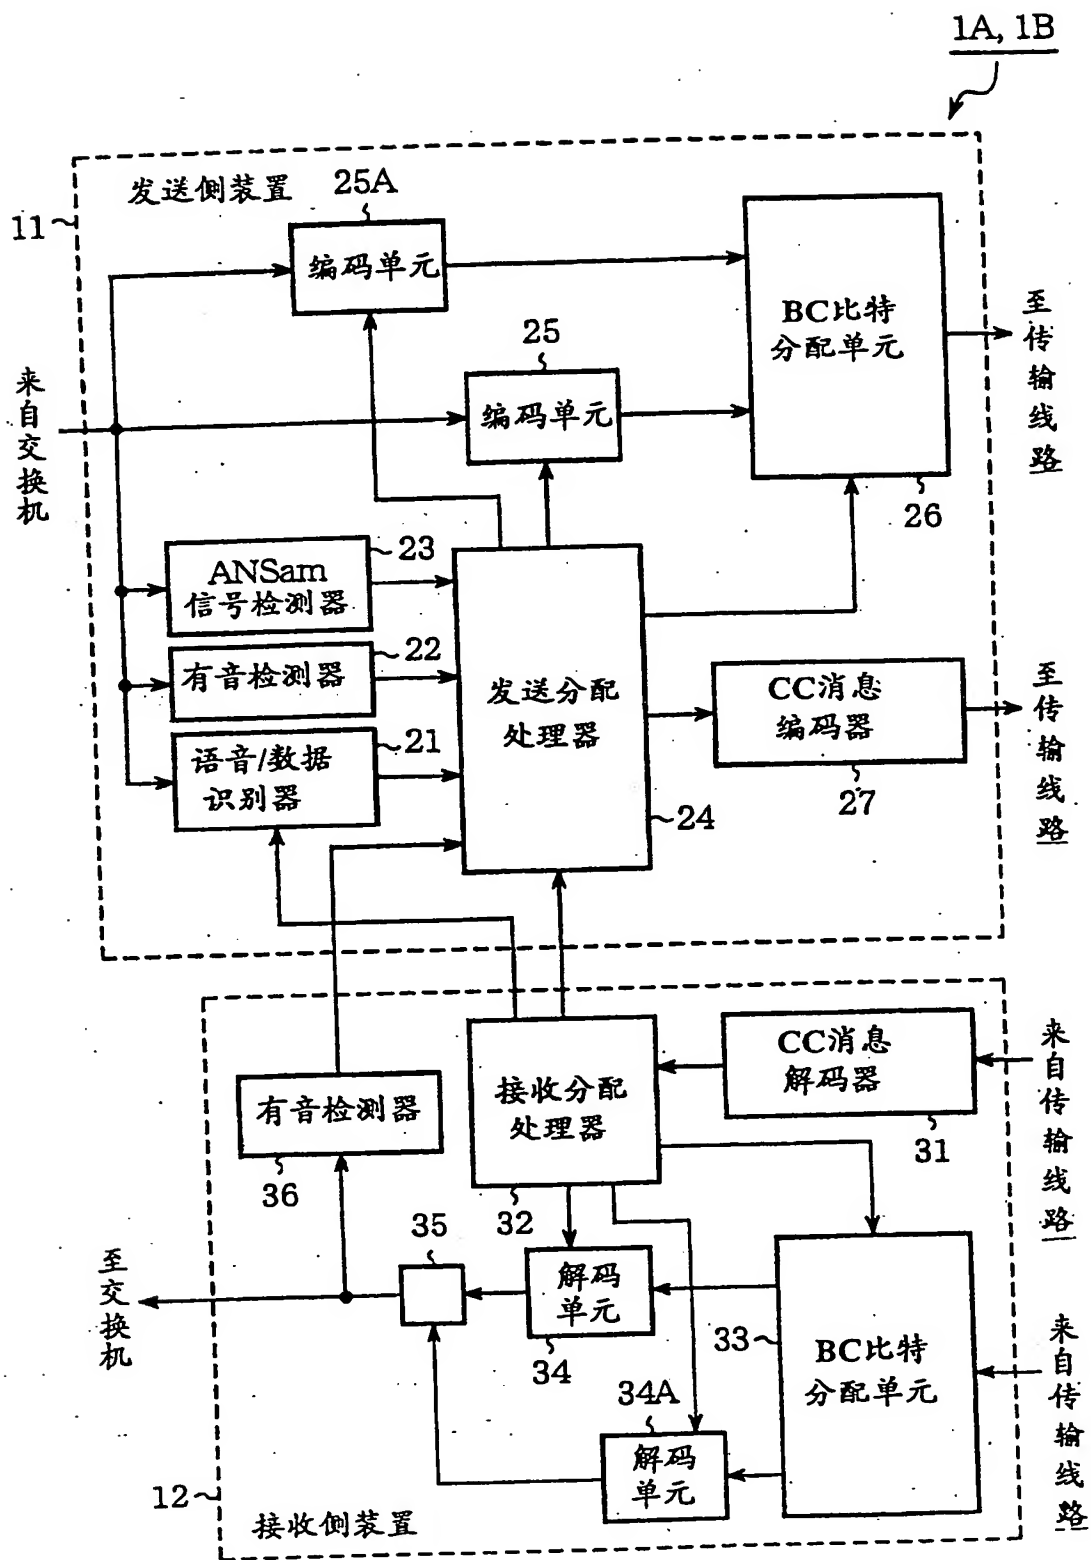 1A, 1B
发送侧装置
11
25A
编码单元
25
编码单元
BC比特
分配单元
26
至传输线路
来自交换机
23
ANSam
信号检测器
22
有音检测器
21
语音/数据
识别器
发送分配
处理器
24
CC消息
编码器
27
至传输线路
接收分配
处理器
32
CC消息
解码器
31
来自传输线路
有音检测器
36
35
解码
单元
34
33
BC比特
分配单元
来自传输线路
34A
解码
单元
至交换机
12
接收侧装置